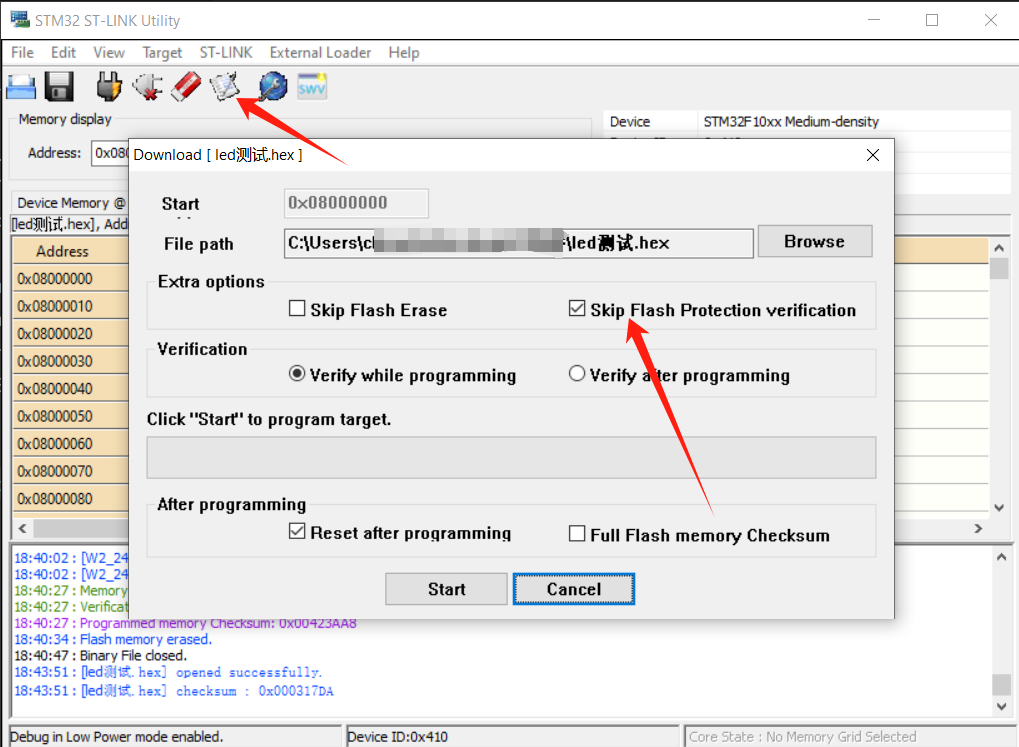 STM32 ST-LINK Utility
File Edit View Target ST-LINK External Loader Help
SWV
Memory display
Address: 0x080
Device STM32F10xx Medium-density
Download [ led测试.hex ]
Start 0x08000000
File path C:\Users\ \led测试.hex Browse
Extra options
Skip Flash Erase Skip Flash Protection verification
Verification
Verify while programming Verify after programming
Click "Start" to program target.
After programming
Reset after programming Full Flash memory Checksum
Start Cancel
Device Memory @
[led测试.hex], Add
Address
0x08000000
0x08000010
0x08000020
0x08000030
0x08000040
0x08000050
0x08000060
0x08000070
0x08000080
18:40:02 : [W2_24
18:40:02 : [W2_24
18:40:27 : Memory
18:40:27 : Verificat
18:40:27 : Programmed memory Checksum: 0x00423AA8
18:40:34 : Flash memory erased.
18:40:47 : Binary File closed.
18:43:51 : [led测试.hex] opened successfully.
18:43:51 : [led测试.hex] checksum : 0x000317DA
Debug in Low Power mode enabled. Device ID:0x410 Core State : No Memory Grid Selected